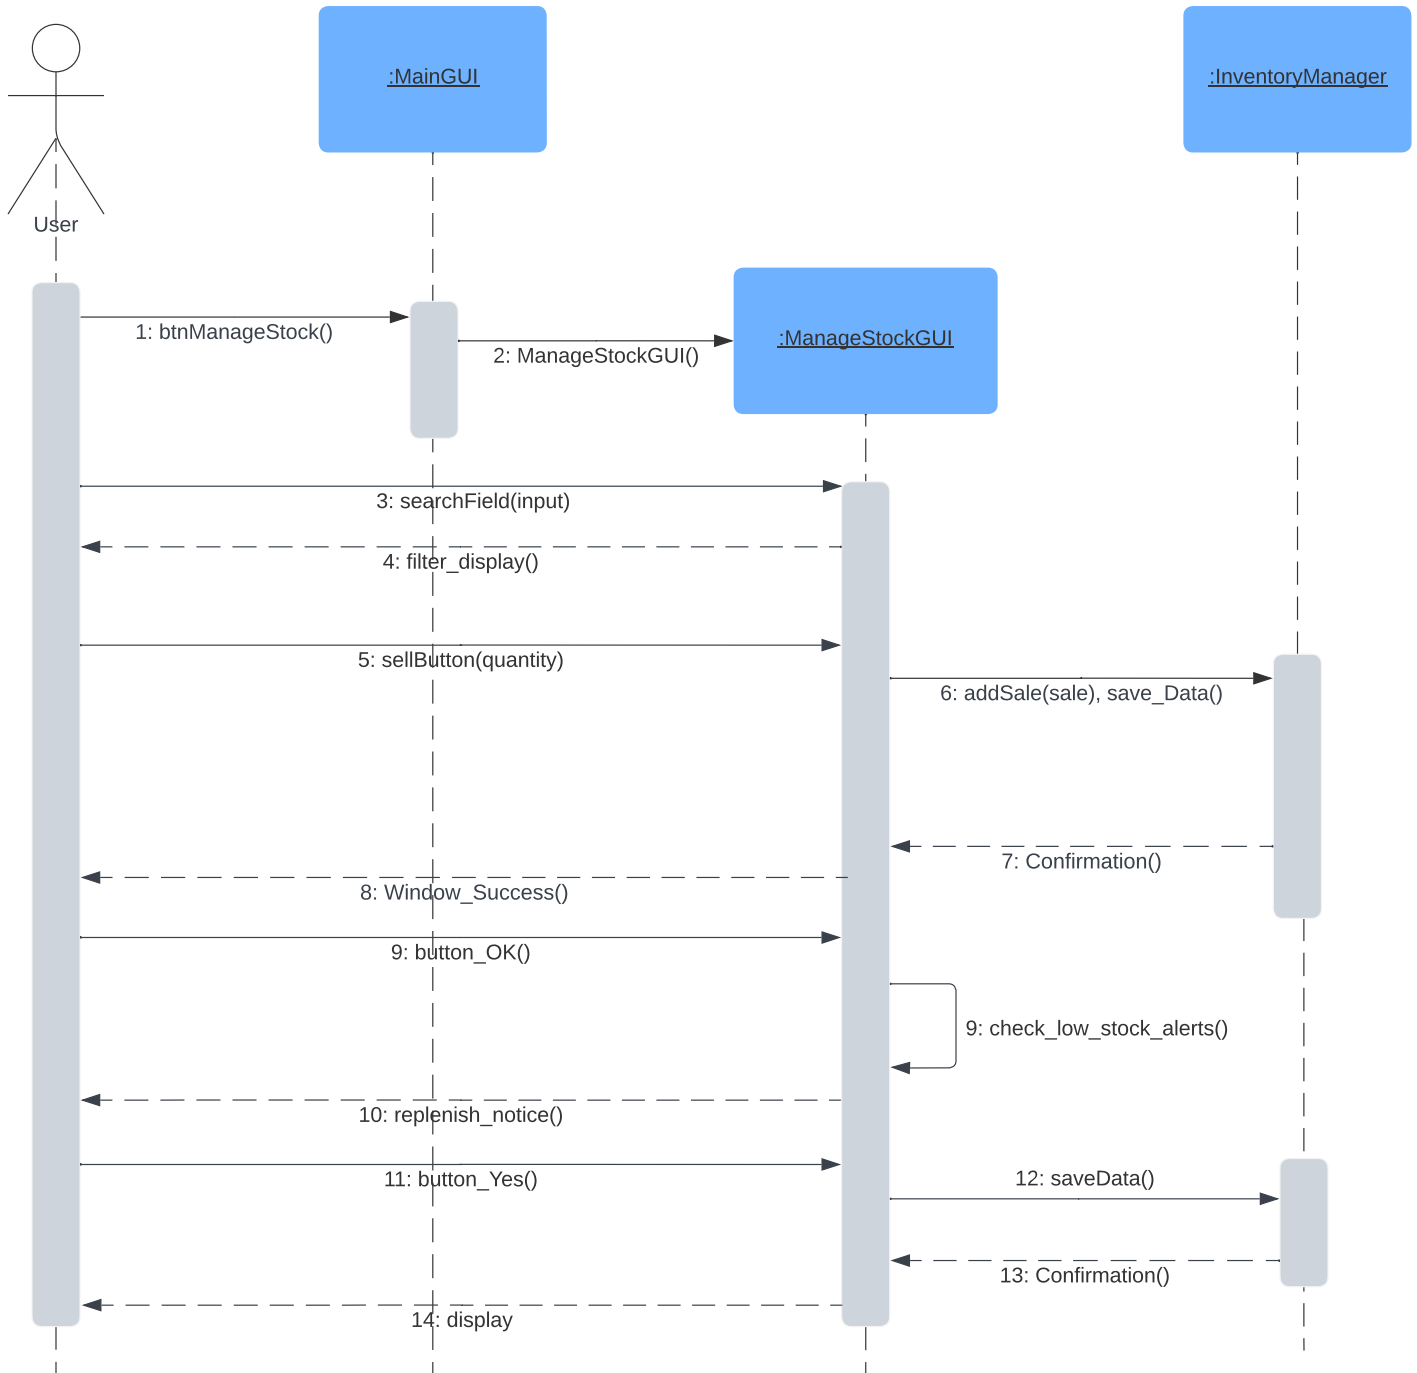 :MainGUI
:InventoryManager
User
:ManageStockGUI
1: btnManageStock()
2: ManageStockGUI()
3: searchField(input)
4: filter_display()
5: sellButton(quantity)
6: addSale(sale), save_Data()
7: Confirmation()
8: Window_Success()
9: button_OK()
9: check_low_stock_alerts()
10: replenish_notice()
11: button_Yes()
12: saveData()
13: Confirmation()
14: display